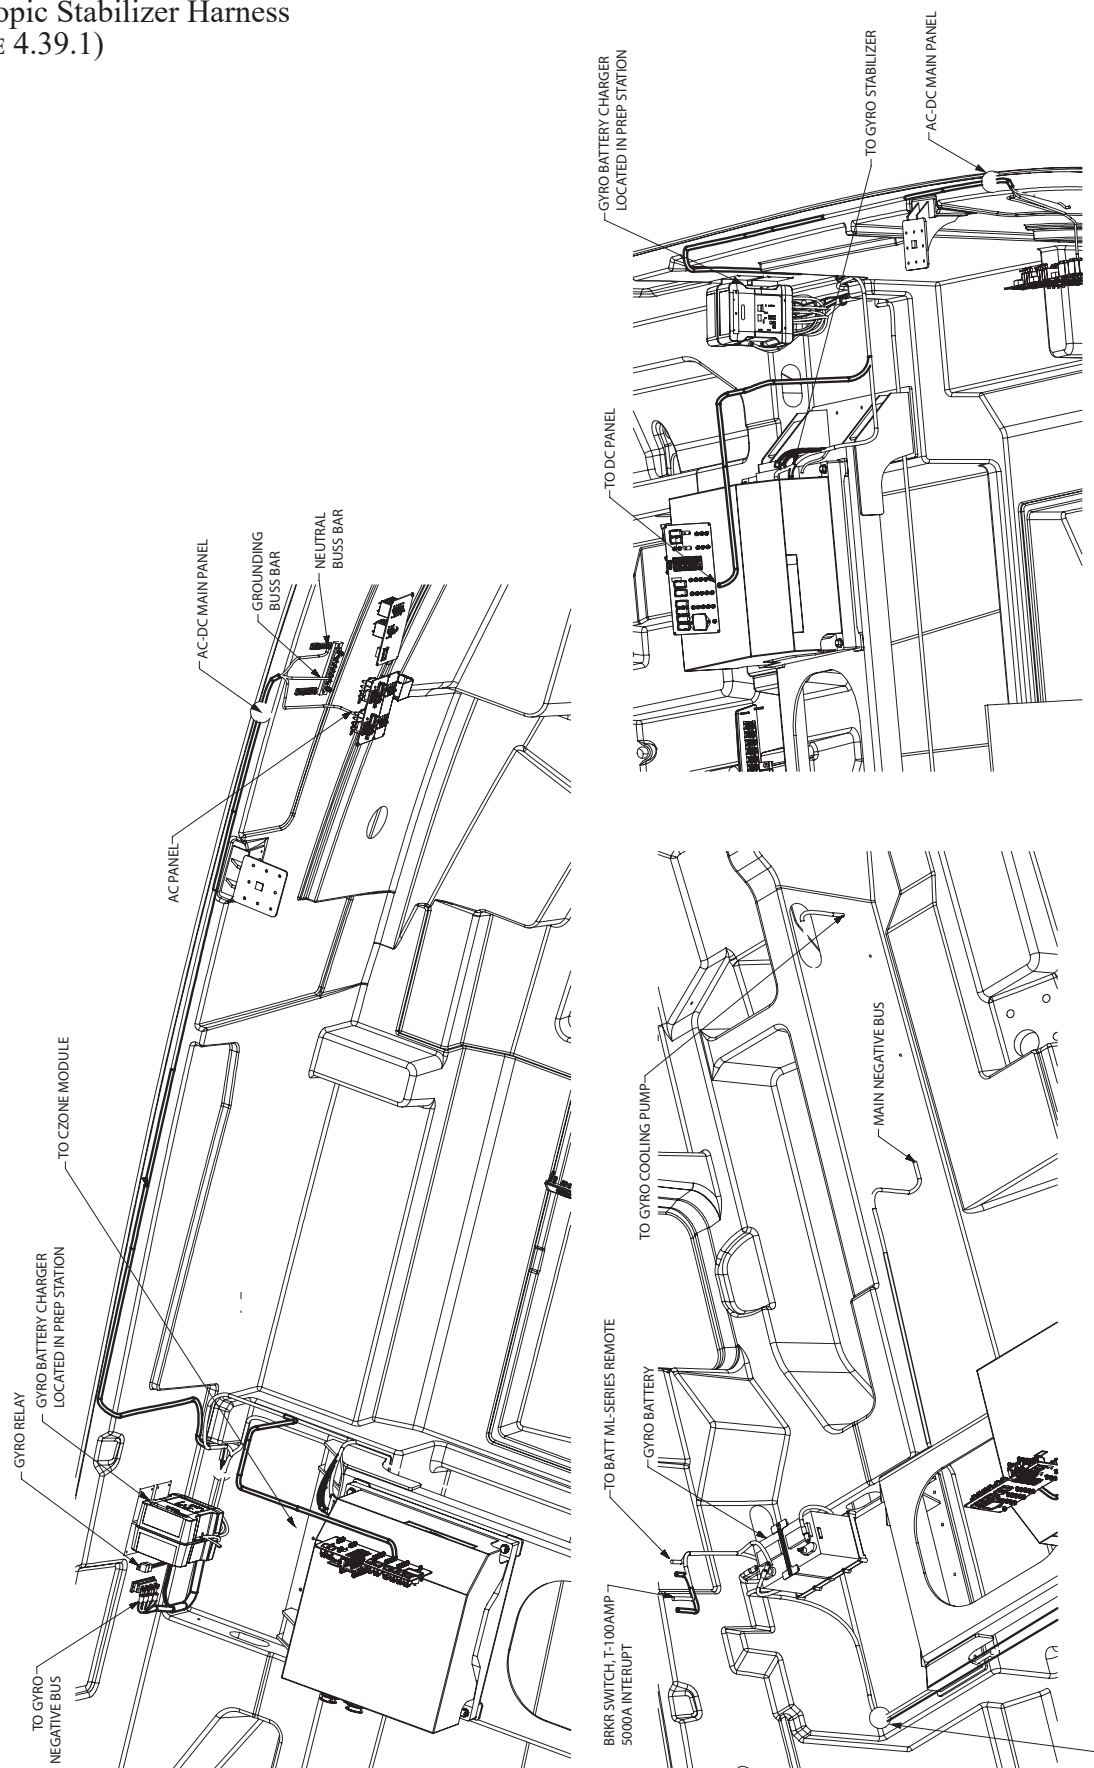 opic Stabilizer Harness
E 4.39.1)
GYRO BATTERY CHARGER
LOCATED IN PREP STATION
TO GYRO STABILIZER
AC-DC MAIN PANEL
TO DC PANEL
AC-DC MAIN PANEL
GROUNDING
BUSS BAR
NEUTRAL
BUSS BAR
AC PANEL
TO CZONE MODULE
GYRO BATTERY CHARGER
LOCATED IN PREP STATION
GYRO RELAY
TO GYRO
NEGATIVE BUS
TO GYRO COOLING PUMP
MAIN NEGATIVE BUS
TO BATT ML-SERIES REMOTE
GYRO BATTERY
BRKR SWITCH, T-100AMP
5000A INTERUPT